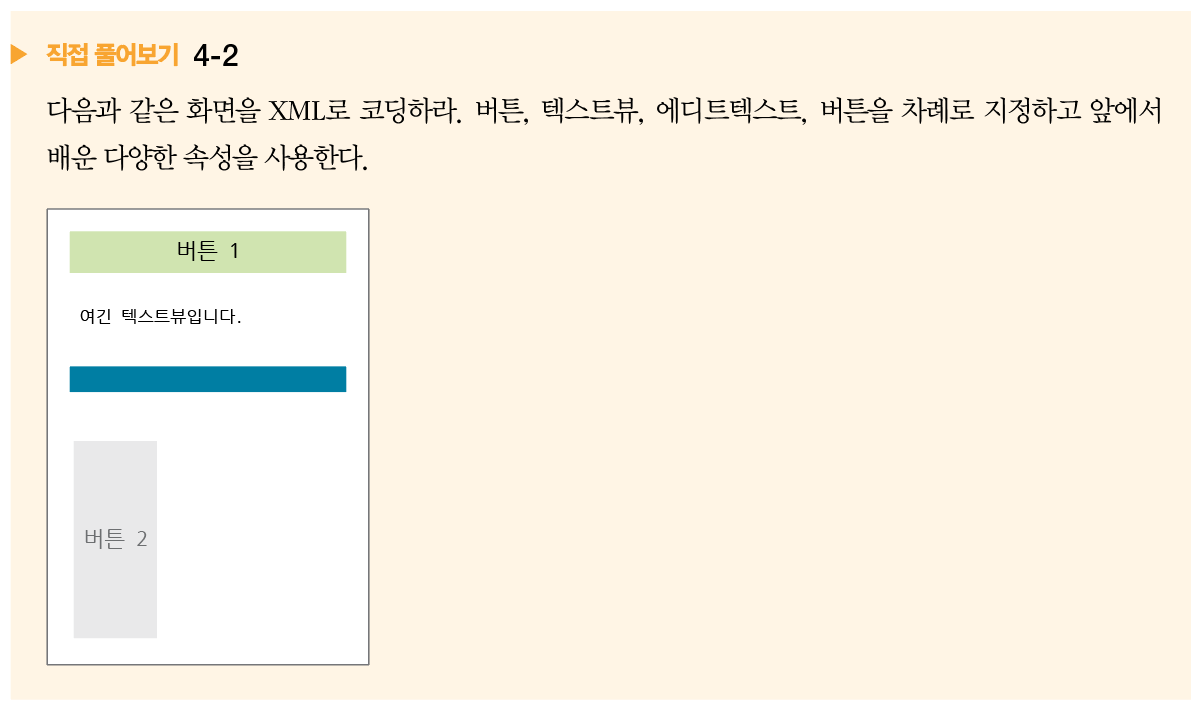 직접 풀어보기 4-2
다음과 같은 화면을 XML로 코딩하라. 버튼, 텍스트뷰, 에디트텍스트, 버튼을 차례로 지정하고 앞에서
배운 다양한 속성을 사용한다.
버튼 1
여긴 텍스트뷰입니다.
버튼 2